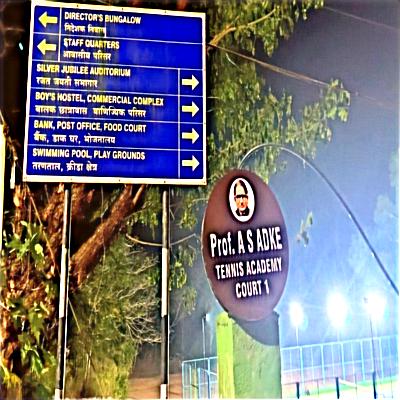 DIRECTOR'S BUNGALOW
निदेशक निवास
STAFF QUARTERS
आवासीय परिसर
SILVER JUBILEE AUDITORIUM
रजत जयंती सभागार
BOY'S HOSTEL, COMMERCIAL COMPLEX
बालक छात्रावास वाणिज्यिक परिसर
BANK, POST OFFICE, FOOD COURT
बैंक, डाक घर, भोजनालय
SWIMMING POOL, PLAY GROUNDS
तरणताल, क्रीड़ा क्षेत्र
Prof. A S ADKE
TENNIS ACADEMY
COURT 1